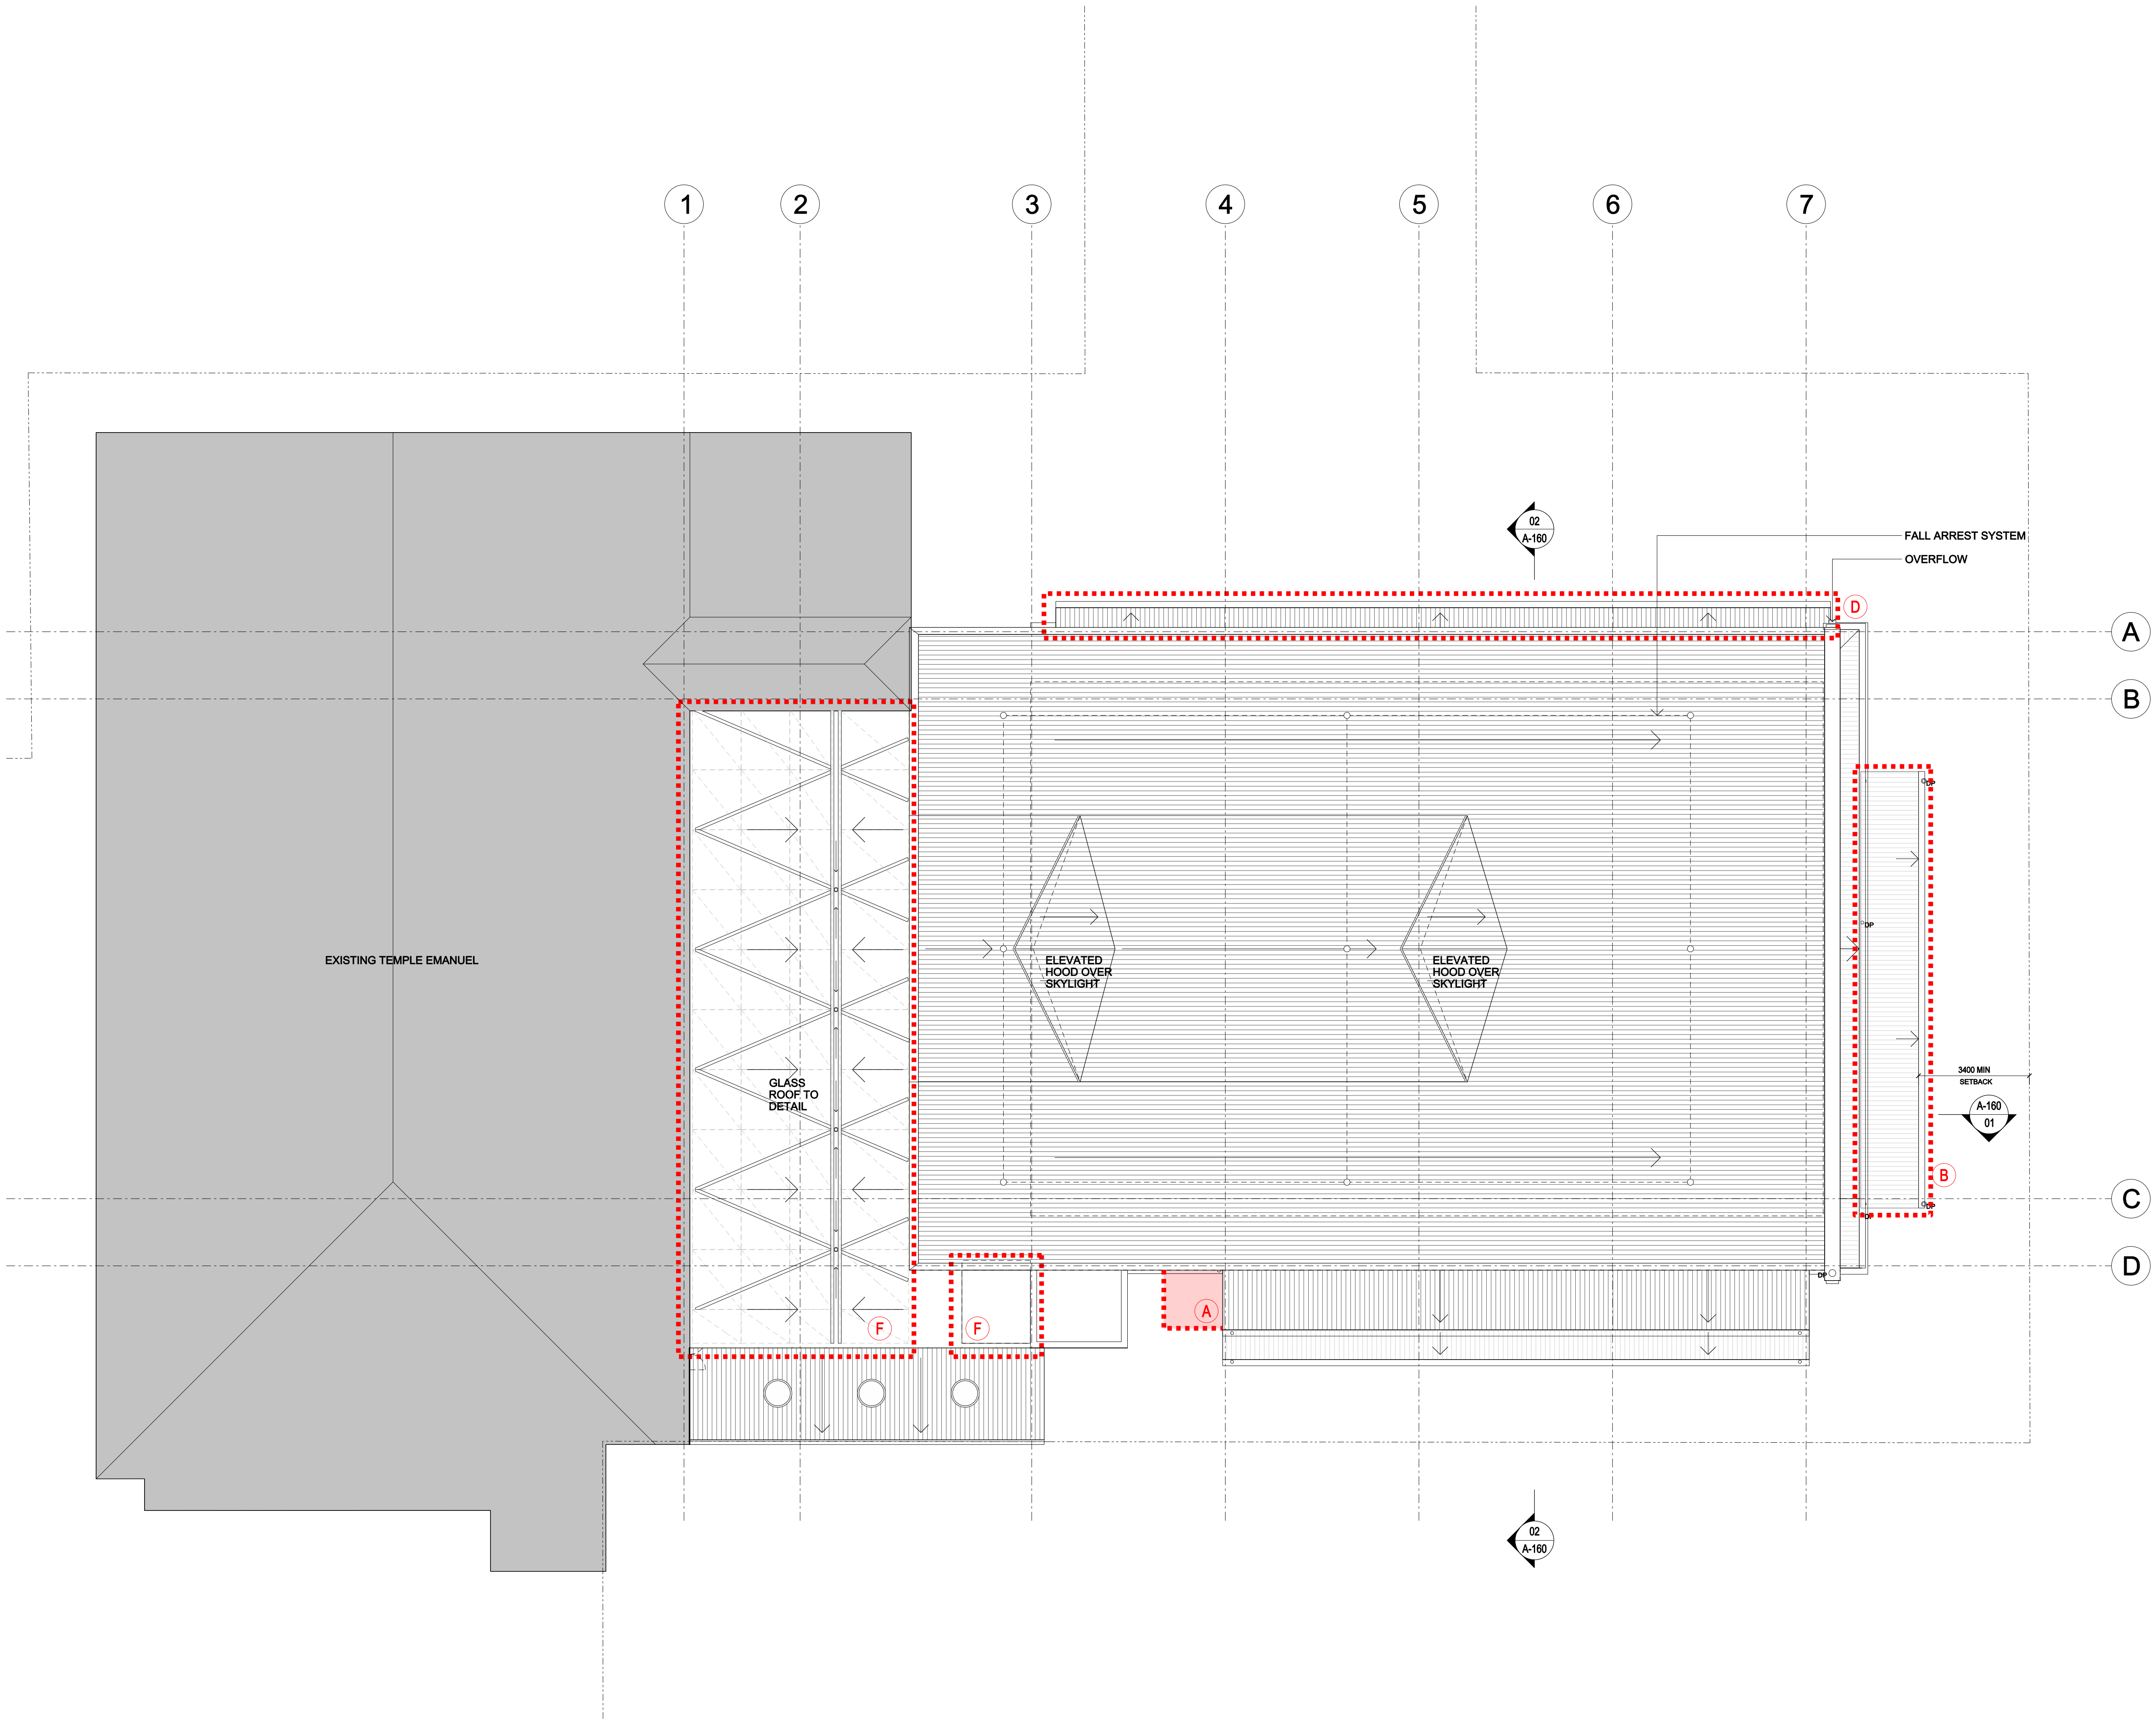 1
2
3
4
5
6
7
02
A-160
FALL ARREST SYSTEM
OVERFLOW
D
A
B
DP
DP
EXISTING TEMPLE EMANUEL
ELEVATED
HOOD OVER
SKYLIGHT
ELEVATED
HOOD OVER
SKYLIGHT
GLASS
ROOF TO
DETAIL
3400 MIN
SETBACK
A-160
01
B
C
DP
DP
D
DP
A
F
F
02
A-160